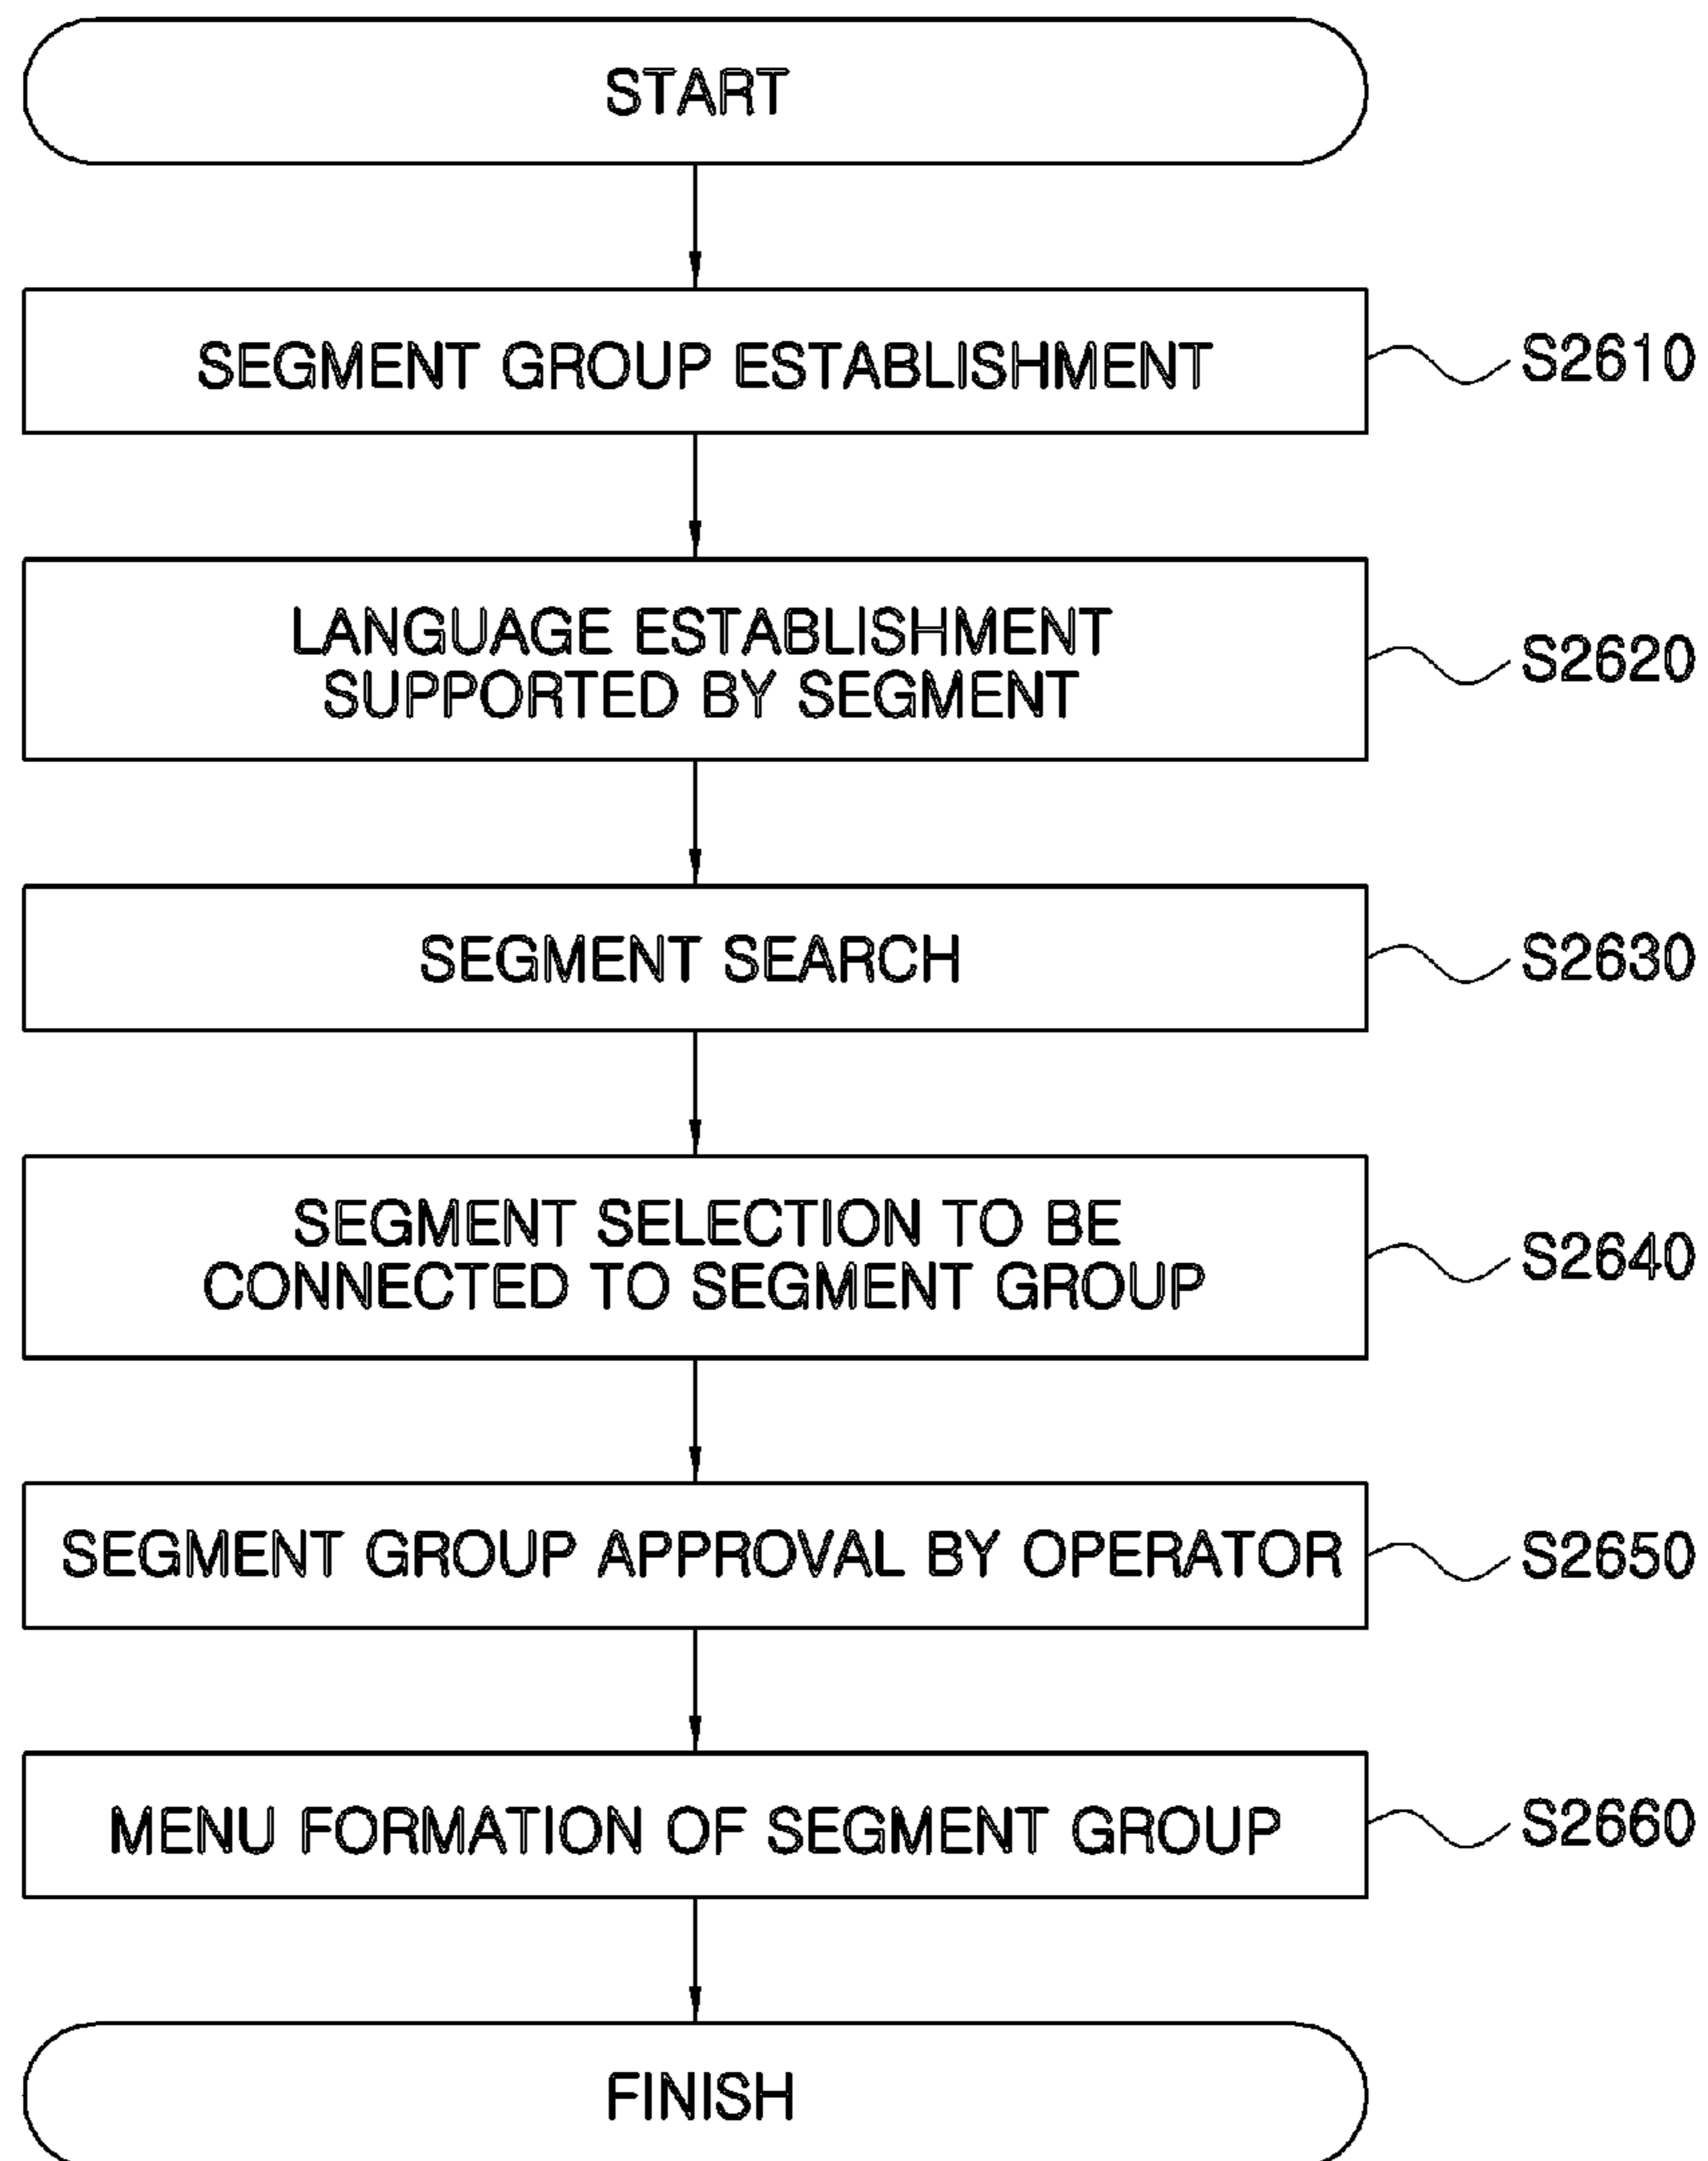 START
SEGMENT GROUP ESTABLISHMENT
S2610
LANGUAGE ESTABLISHMENT
SUPPORTED BY SEGMENT
S2620
SEGMENT SEARCH
S2630
SEGMENT SELECTION TO BE
CONNECTED TO SEGMENT GROUP
S2640
SEGMENT GROUP APPROVAL BY OPERATOR
S2650
MENU FORMATION OF SEGMENT GROUP
S2660
FINISH